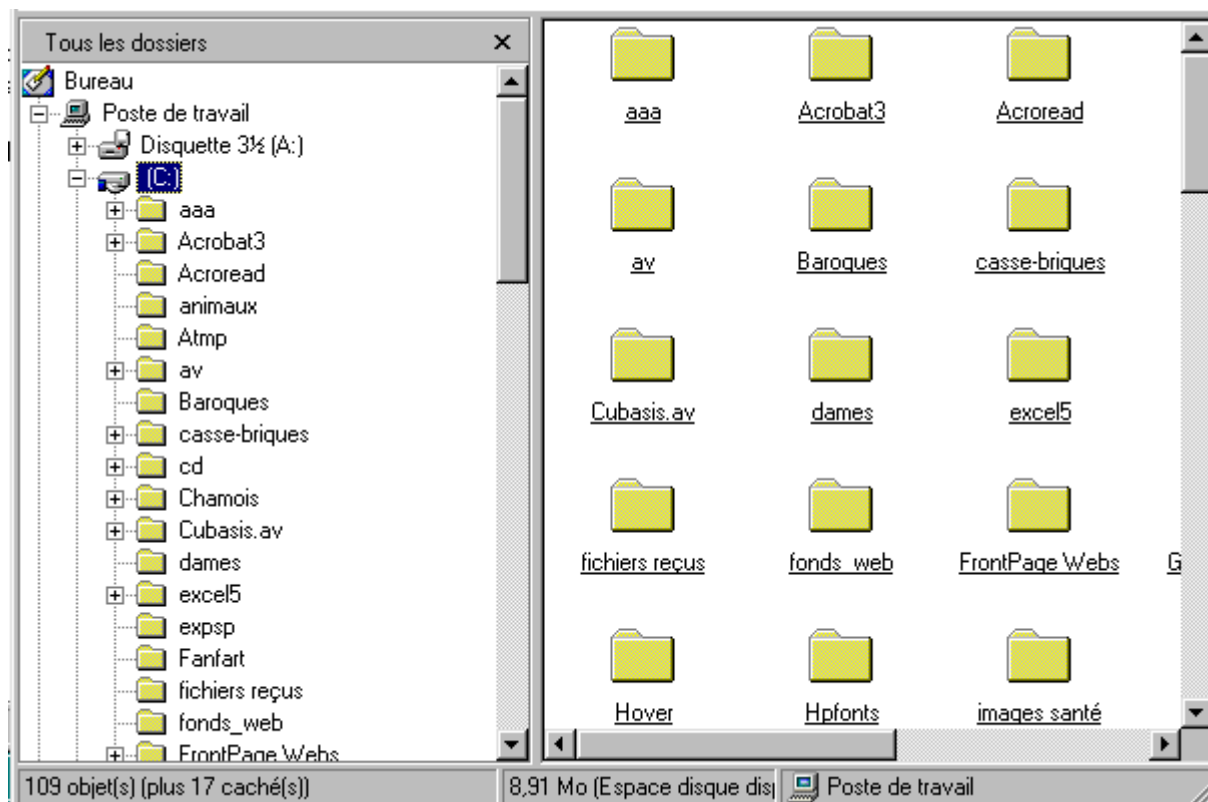 Tous les dossiers
Bureau
Poste de travail
Disquette 3½ (A:)
(C:)
aaa
Acrobat3
Acroread
animaux
Atmp
av
Baroques
casse-briques
cd
Chamois
Cubasis.av
dames
excel5
expsp
Fanfart
fichiers reçus
fonds_web
FrontPage Webs
aaa Acrobat3 Acroread
av Baroques casse-briques
Cubasis.av dames excel5
fichiers reçus fonds_web FrontPage Webs G
Hover Hpfonts images santé
109 objet(s) (plus 17 caché(s)) 8,91 Mo (Espace disque Poste de travail